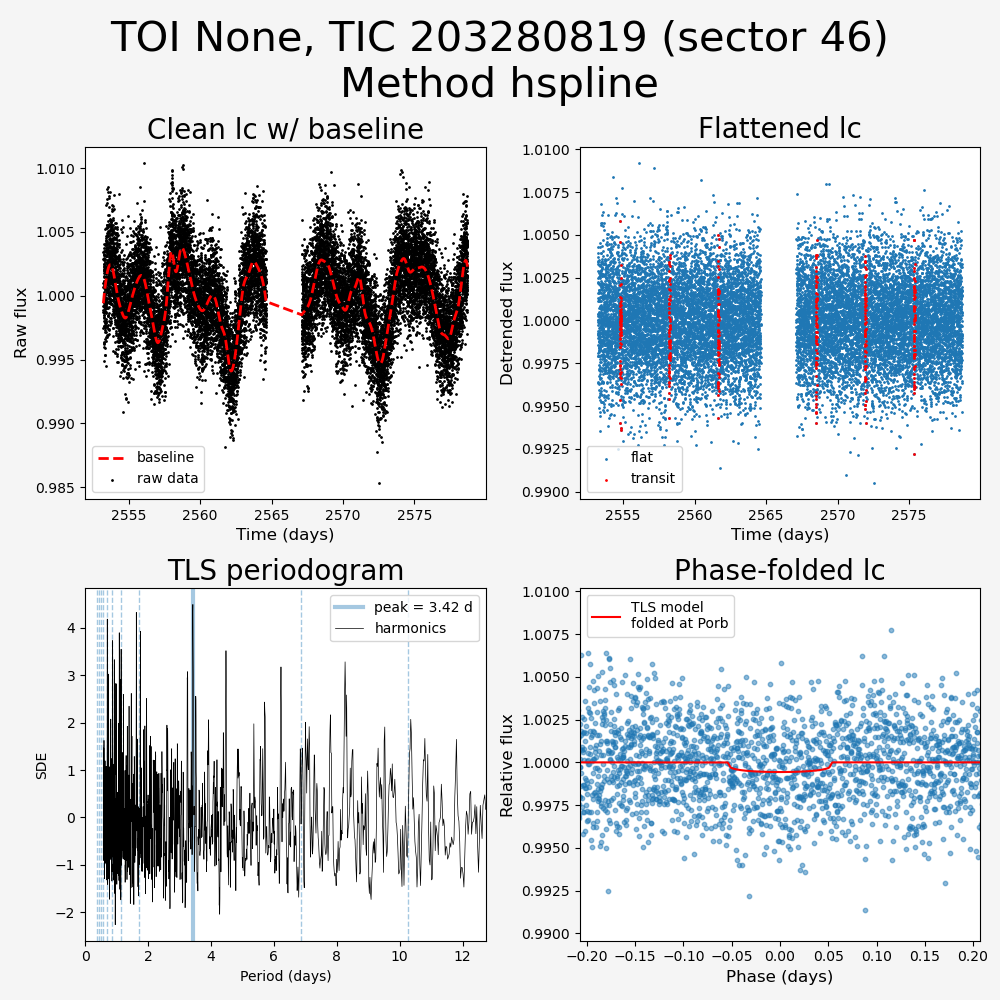 TOI None, TIC 203280819 (sector 46)
Method hspline
Clean lc w/ baseline
Raw flux
1.010
1.005
1.000
0.995
0.990
0.985
baseline
raw data
2555
2560
2565
2570
2575
Time (days)
Flattened lc
Detrended flux
1.0100
1.0075
1.0050
1.0025
1.0000
0.9975
0.9950
0.9925
0.9900
flat
transit
2555
2560
2565
2570
2575
Time (days)
TLS periodogram
SDE
4
3
2
1
0
−1
−2
peak = 3.42 d
harmonics
0
2
4
6
8
10
12
Period (days)
Phase-folded lc
Relative flux
1.0100
1.0075
1.0050
1.0025
1.0000
0.9975
0.9950
0.9925
0.9900
TLS model
folded at Porb
−0.20
−0.15
−0.10
−0.05
0.00
0.05
0.10
0.15
0.20
Phase (days)